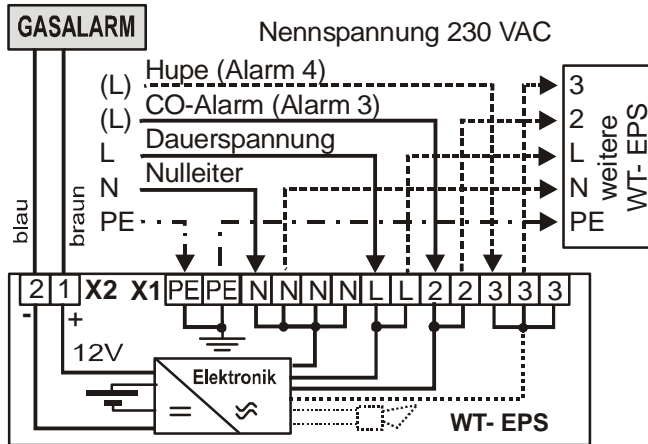 GASALARM
Nennspannung 230 VAC
(L) Hupe (Alarm 4)
(L) CO-Alarm (Alarm 3)
L Dauerspannung
N Nulleiter
PE
3
2
L
N
PE
weitere
WT- EPS
blau
braun
2 1 X2 X1 PE PE N N N N L L 2 2 3 3 3
- +
12V
Elektronik
= ≈
WT- EPS